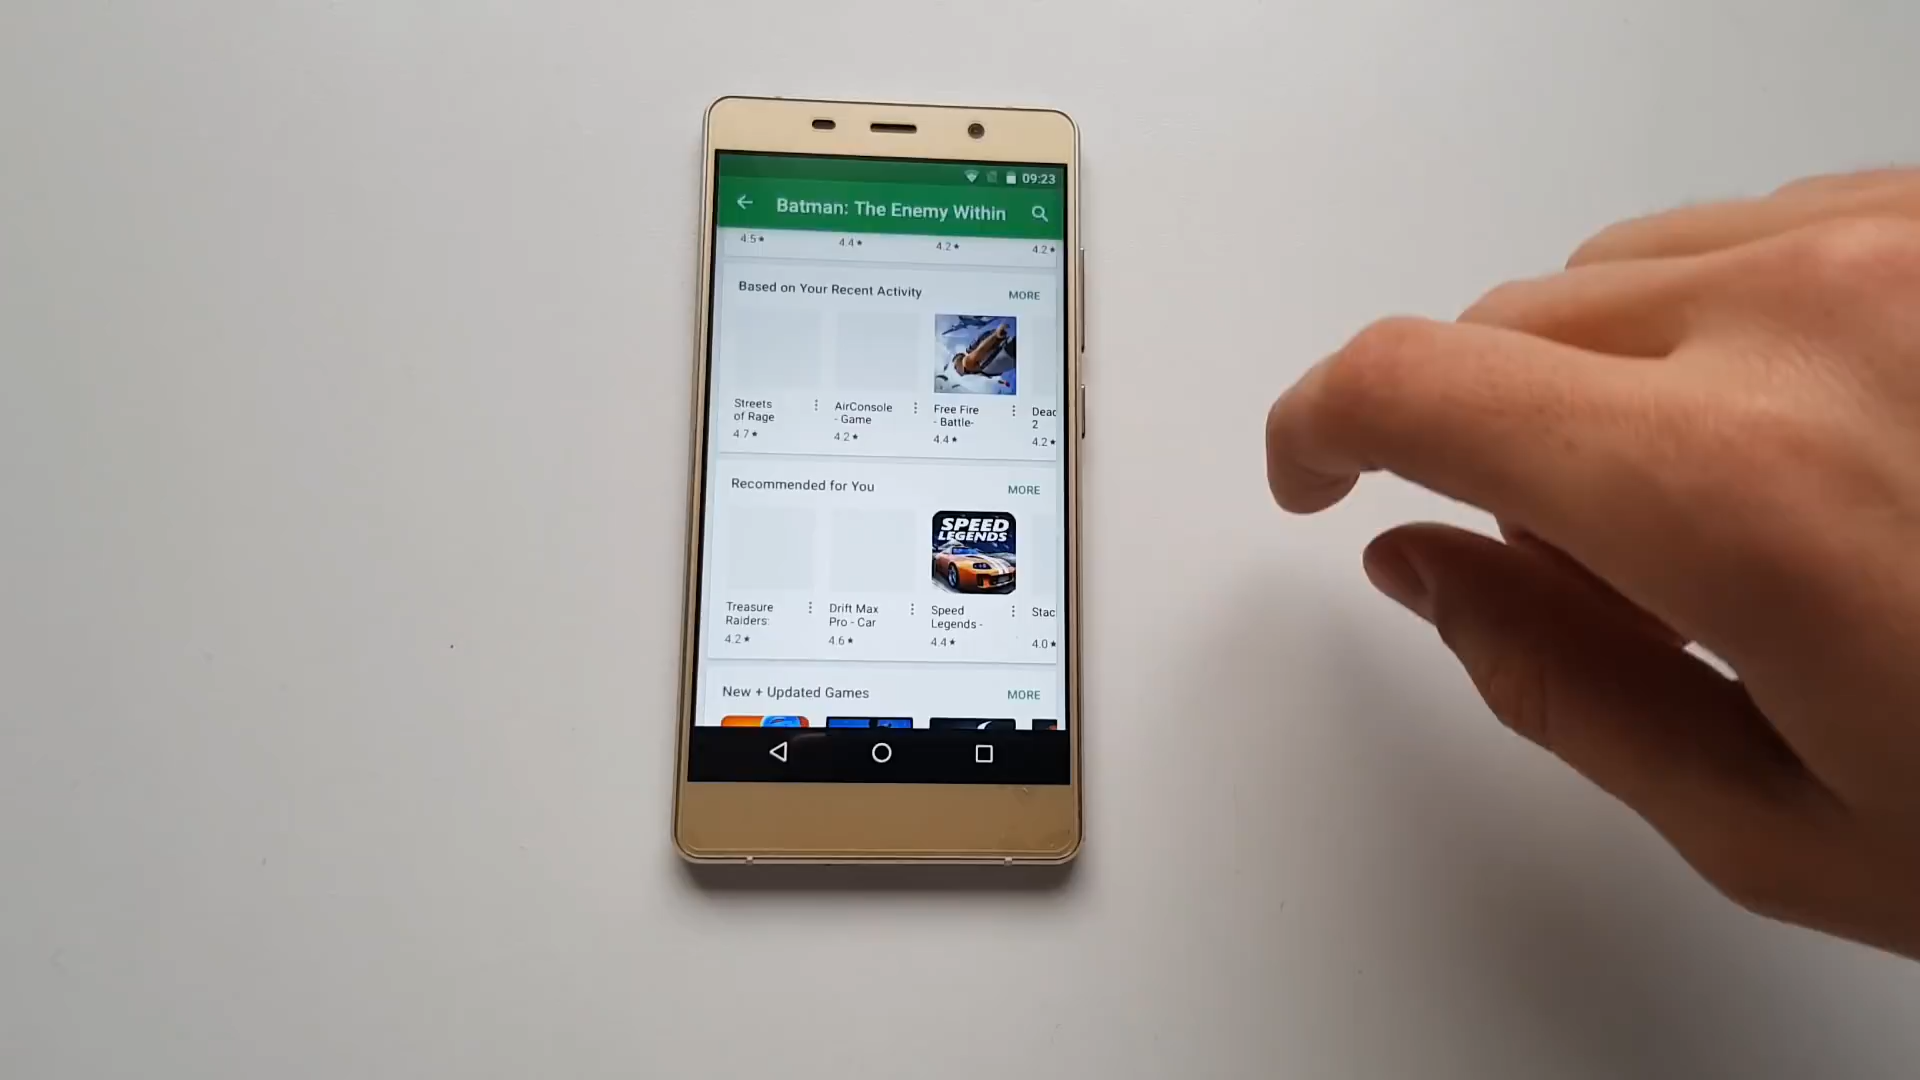 09:23
Batman: The Enemy Within
4.5★ 4.4★ 4.2★ 4.2★
Based on Your Recent Activity MORE
Streets AirConsole Free Fire Dead
of Rage - Game - Battle- 2
4.7★ 4.2★ 4.4★ 4.2★
Recommended for You MORE
SPEED
LEGENDS
Treasure Drift Max Speed Stac
Raiders: Pro - Car Legends -
4.2★ 4.6★ 4.4★ 4.0★
New + Updated Games MORE